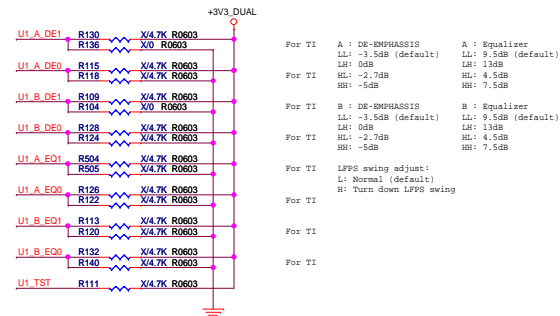 +3V3_DUAL
U1_A_DE1 R130 X/4.7K R0603
R136 X/0 R0603
U1_A_DE0 R115 X/4.7K R0603
R118 X/4.7K R0603
U1_B_DE1 R109 X/4.7K R0603
R104 X/0 R0603
U1_B_DE0 R128 X/4.7K R0603
R124 X/4.7K R0603
U1_A_EQ1 R504 X/4.7K R0603
R505 X/4.7K R0603
U1_A_EQ0 R126 X/4.7K R0603
R122 X/4.7K R0603
U1_B_EQ1 R113 X/4.7K R0603
R120 X/4.7K R0603
U1_B_EQ0 R132 X/4.7K R0603
R140 X/4.7K R0603
U1_TST R111 X/4.7K R0603
For TI A : DE-EMPHASSIS A : Equalizer
LL: -3.5dB (default) LL: 9.5dB (default)
LH: 0dB LH: 13dB
For TI HL: -2.7dB HL: 4.5dB
HH: -5dB HH: 7.5dB
For TI B : DE-EMPHASSIS B : Equalizer
LL: -3.5dB (default) LL: 9.5dB (default)
LH: 0dB LH: 13dB
For TI HL: -2.7dB HL: 4.5dB
HH: -5dB HH: 7.5dB
For TI LFPS swing adjust:
L: Normal (default)
H: Turn down LFPS swing
For TI
For TI
For TI